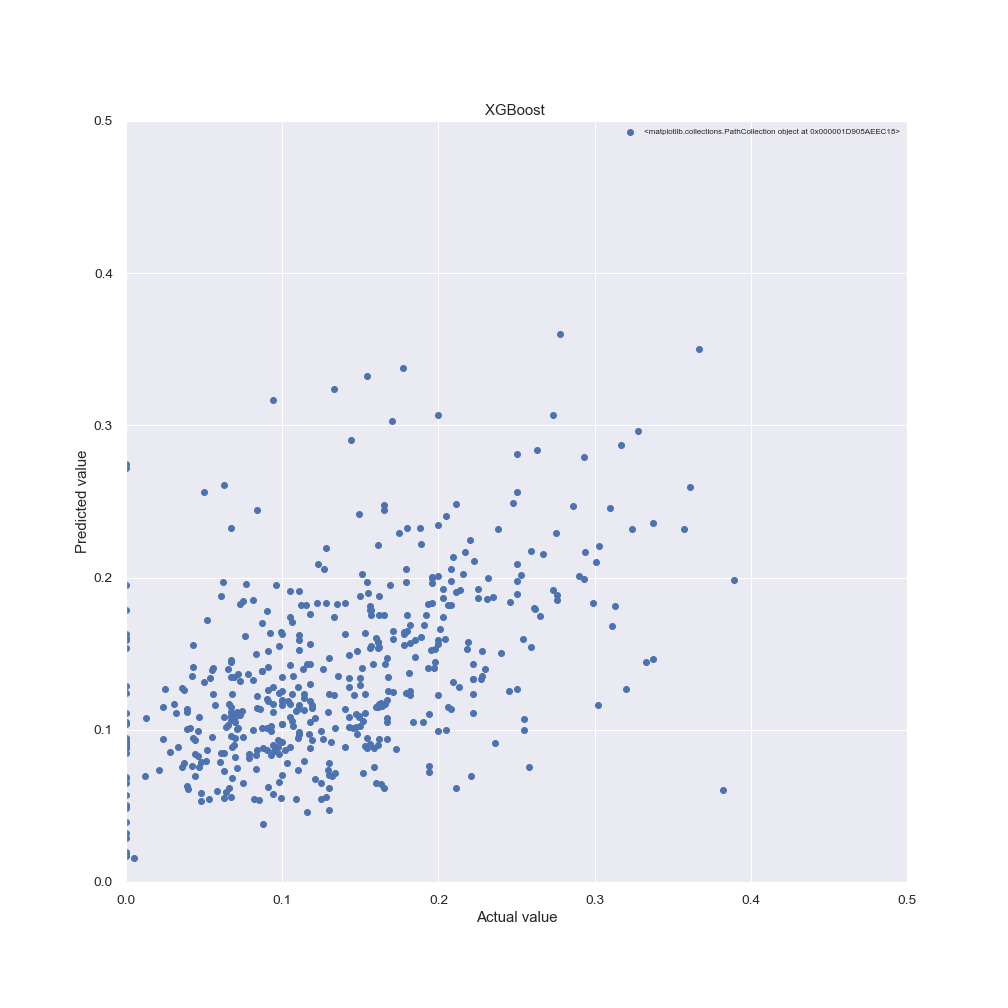 XGBoost
0.5
<matplotlib.collections.PathCollection object at 0x000001D905AEEC18>
0.4
0.3
Predicted value
0.2
0.1
0.0
0.0 0.1 0.2 0.3 0.4 0.5
Actual value